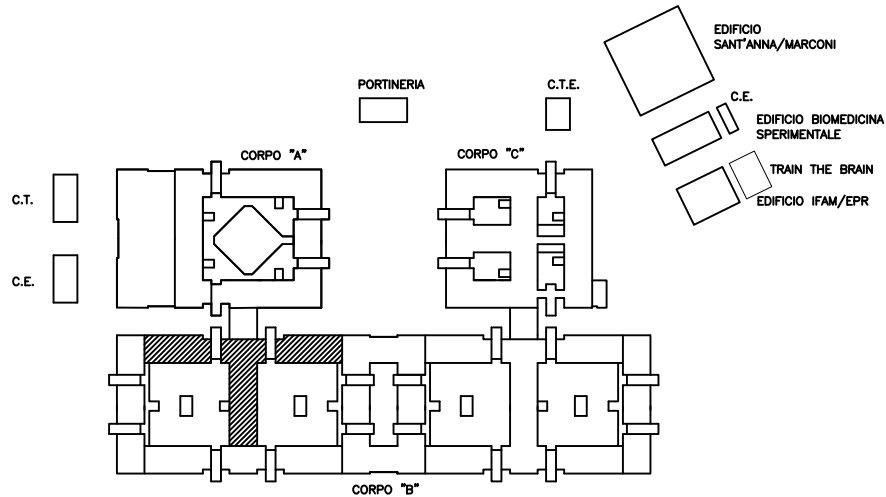 EDIFICIO
SANT'ANNA/MARCONI
PORTINERIA
C.T.E.
C.E.
EDIFICIO BIOMEDICINA
SPERIMENTALE
CORPO "A"
CORPO "C"
TRAIN THE BRAIN
C.T.
EDIFICIO IFAM/EPR
C.E.
CORPO "B"